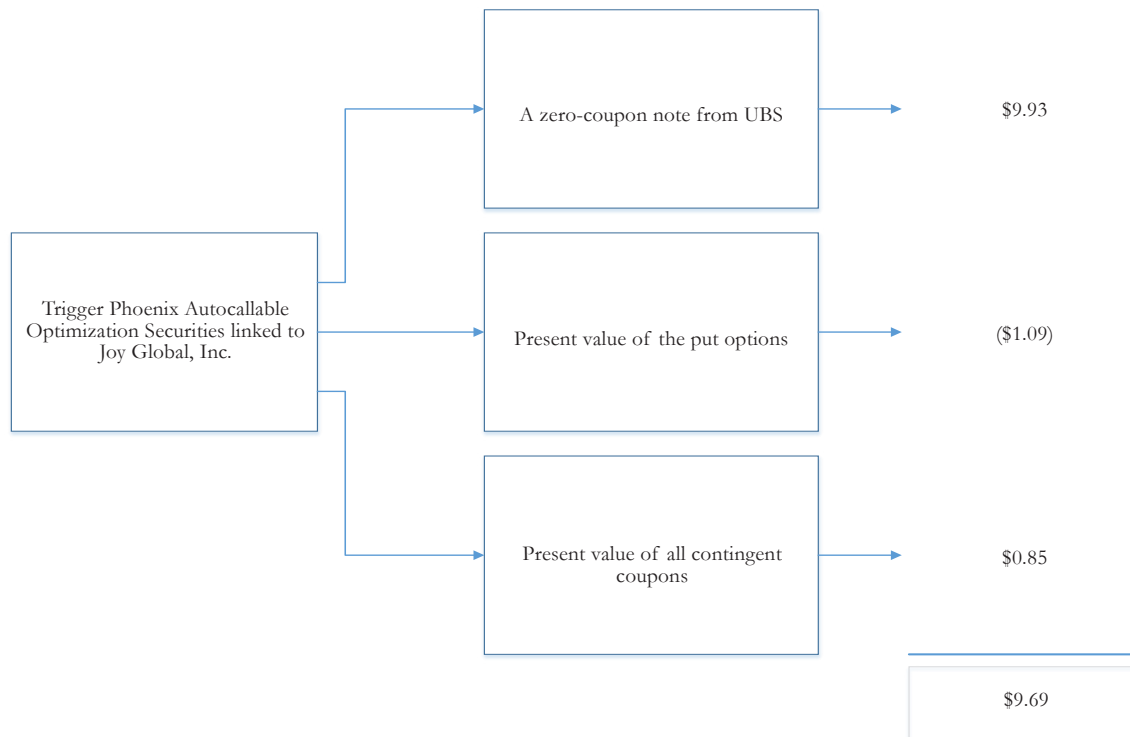 A zero-coupon note from UBS
$9.93
Trigger Phoenix Autocallable
Optimization Securities linked to
Joy Global, Inc.
Present value of the put options
($1.09)
Present value of all contingent
coupons
$0.85
$9.69